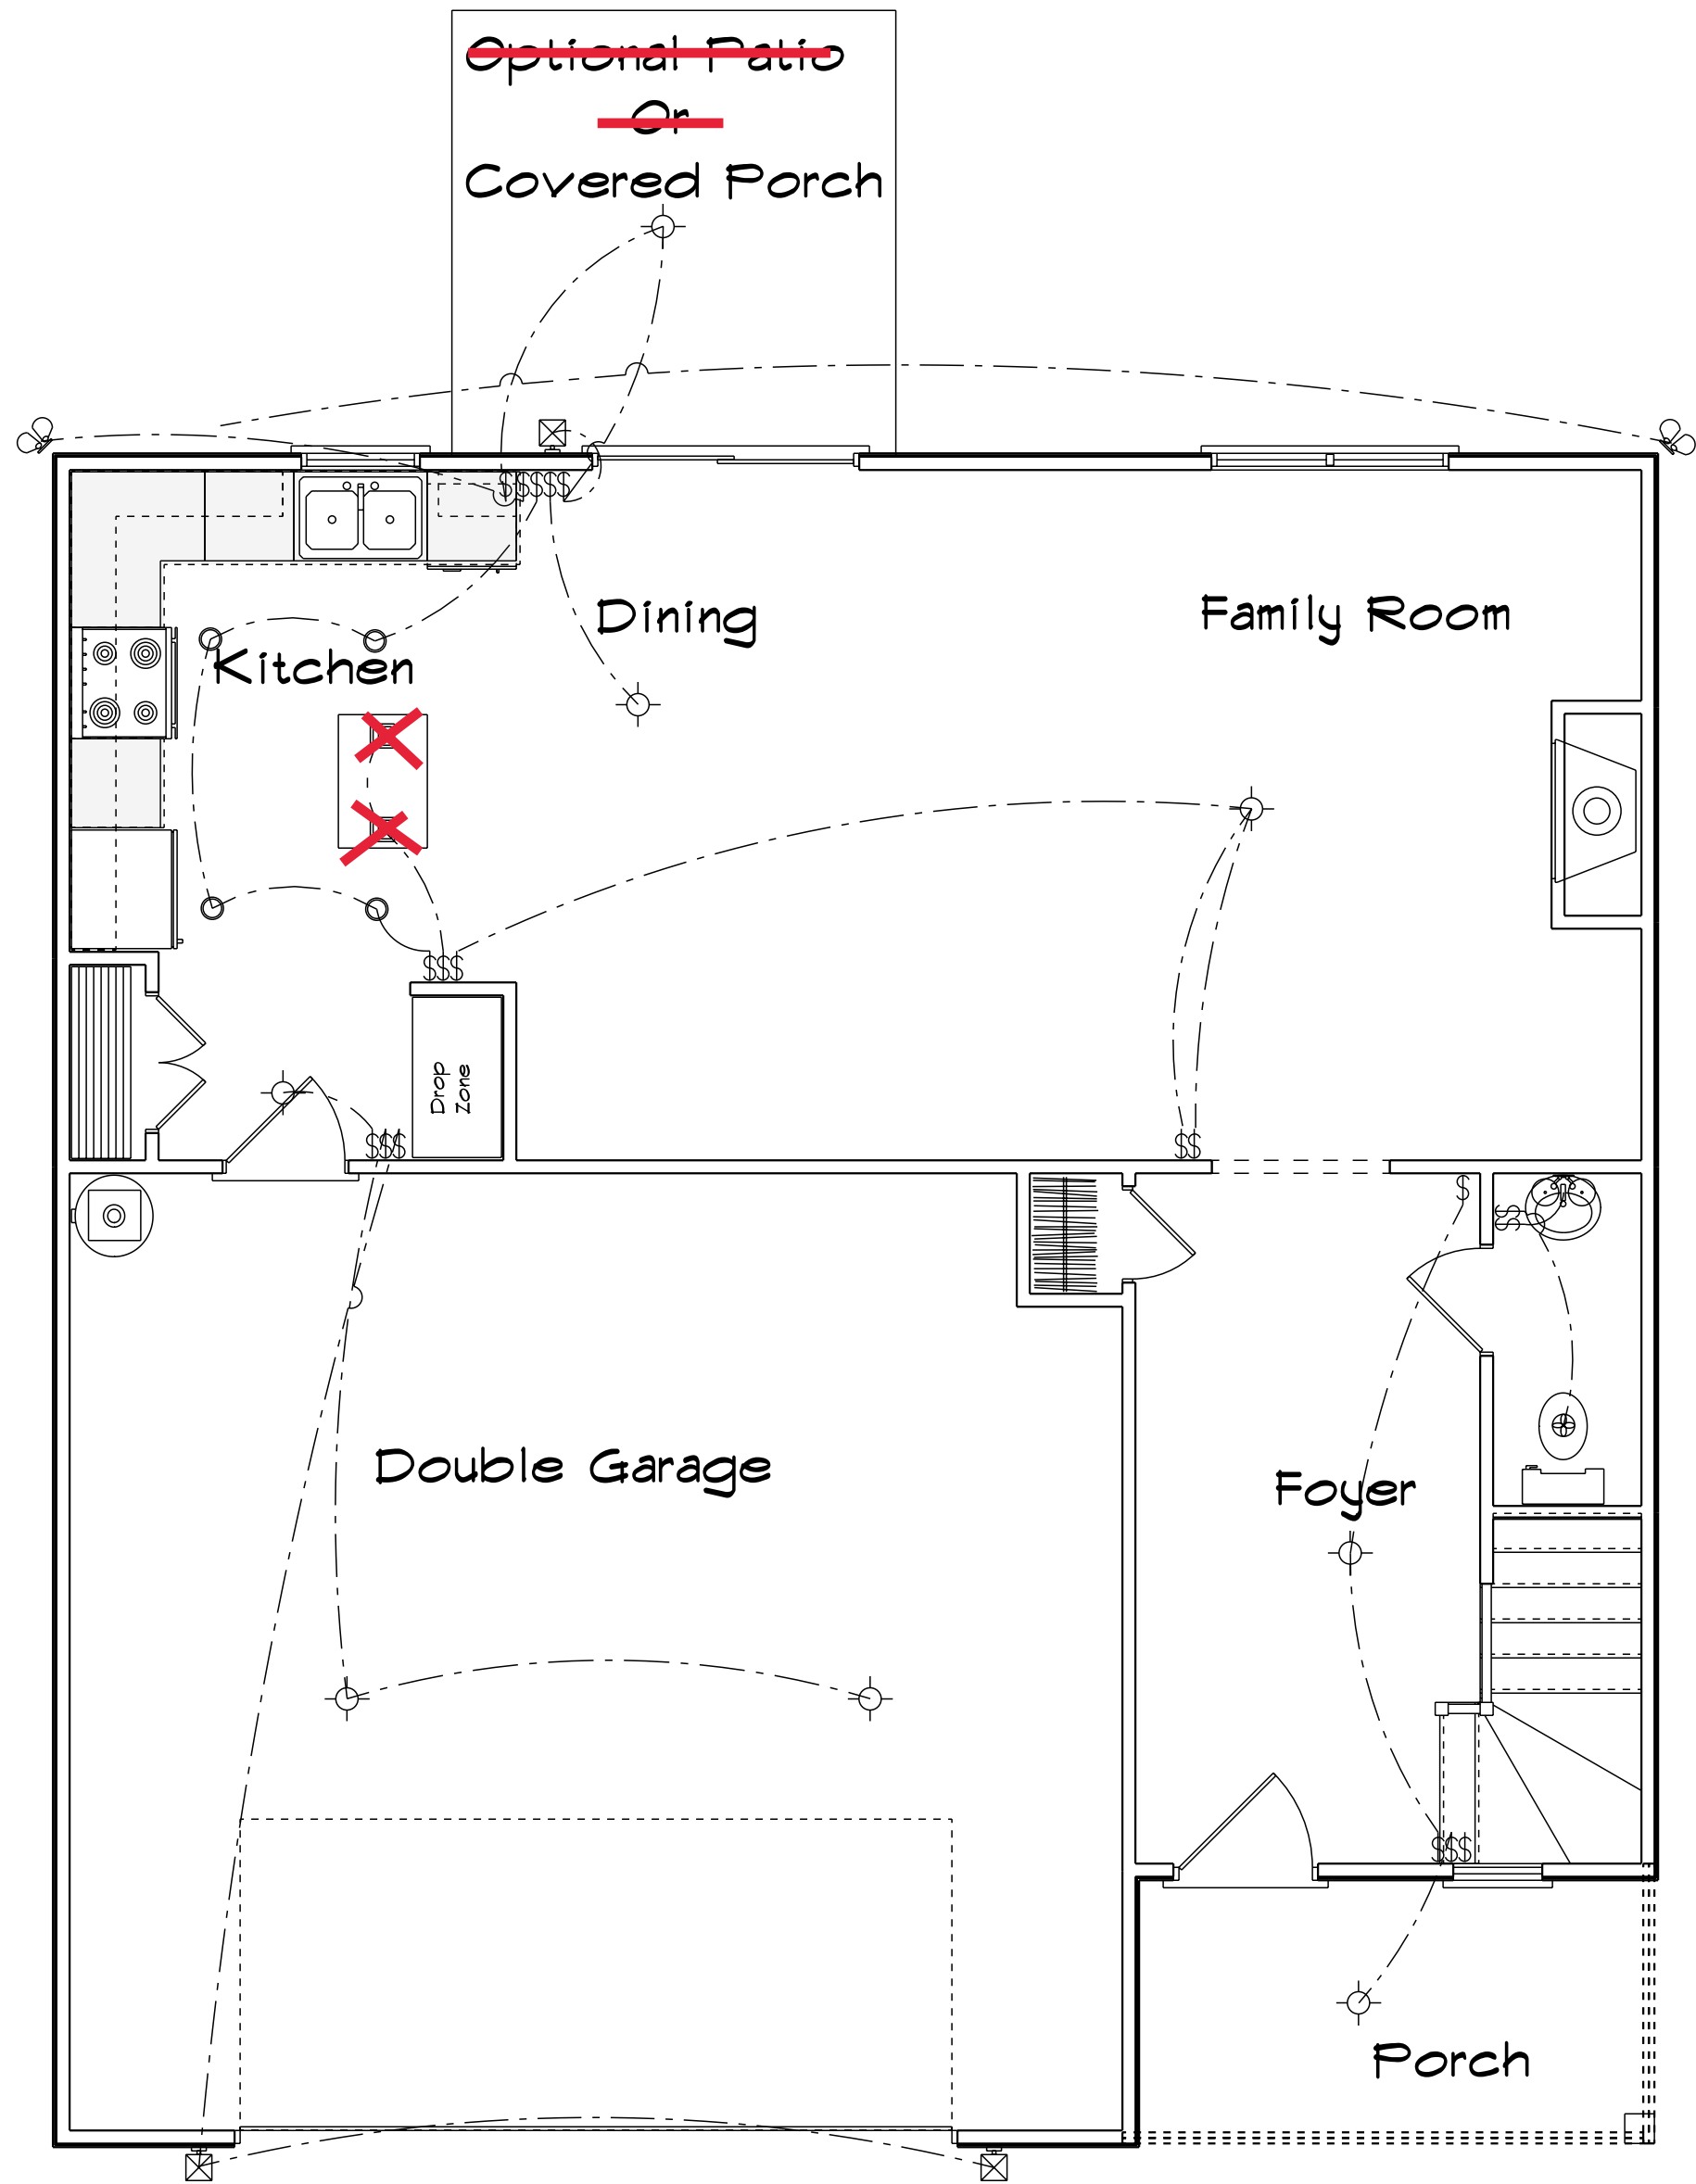 Optional Patio
Or
Covered Porch
$$$$$
Dining
Family Room
Kitchen
$$$
Drop
Zone
$$$
$$
$
$$
Double Garage
Foyer
$$$
Porch